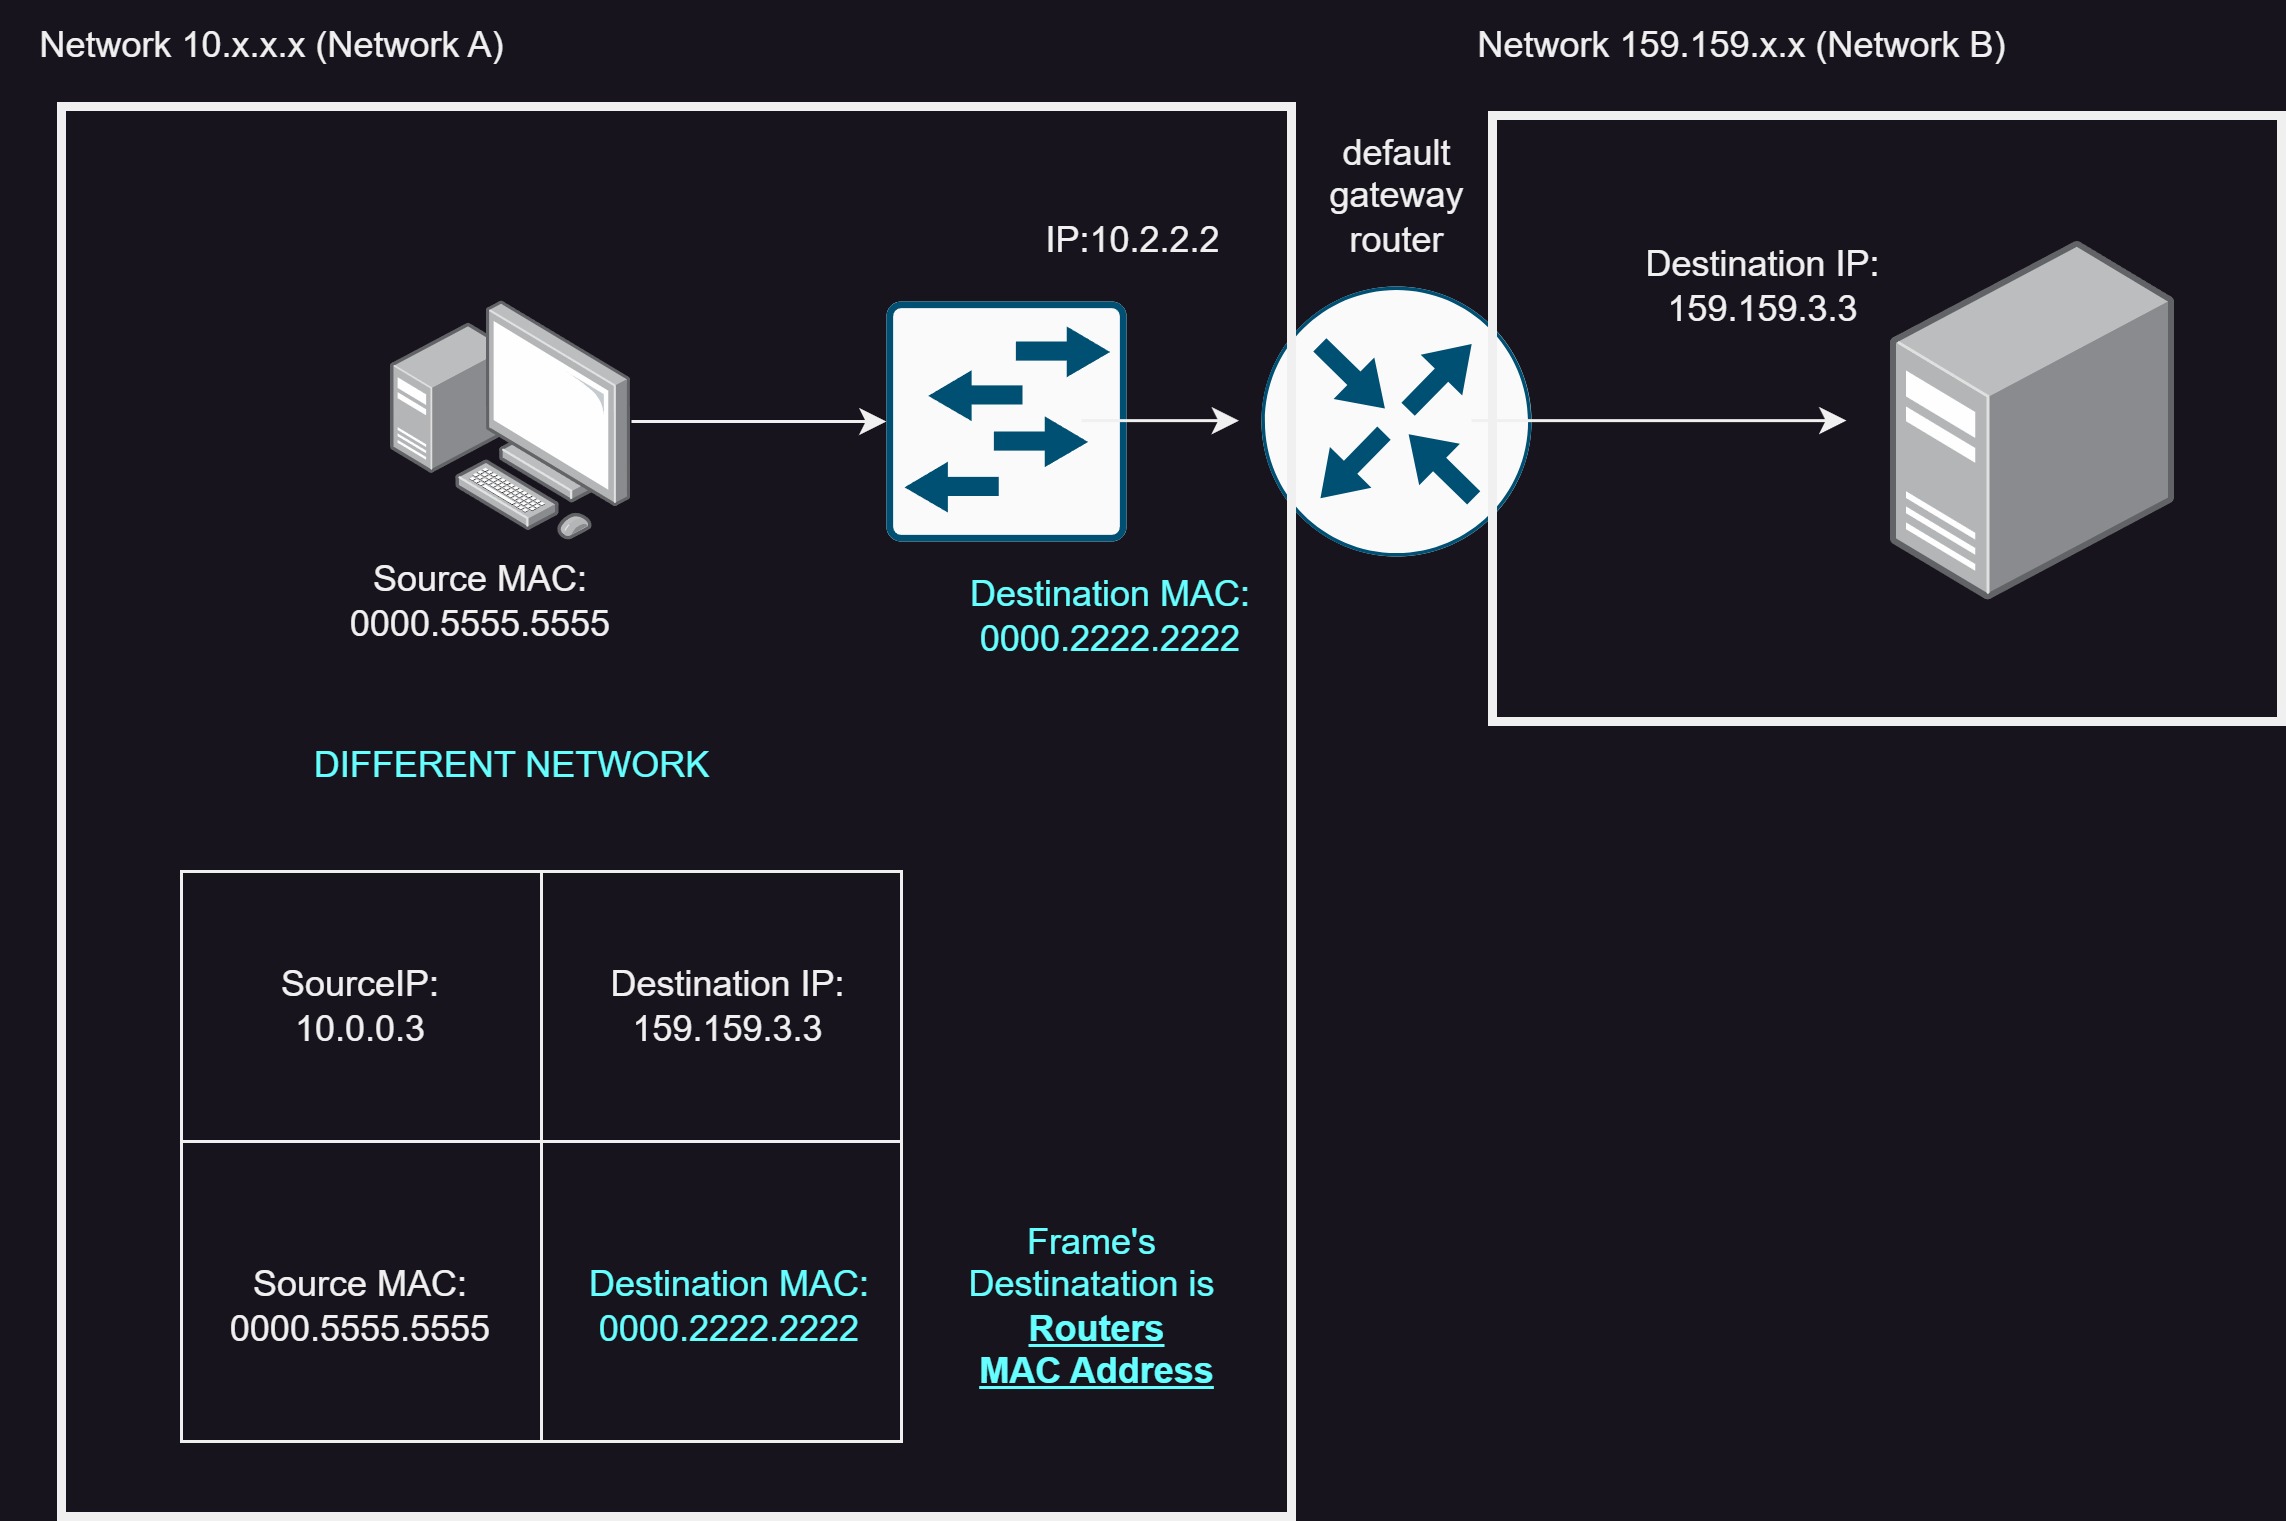 Network 10.x.x.x (Network A)
Network 159.159.x.x (Network B)
default
gateway
router
IP:10.2.2.2
Destination IP:
159.159.3.3
Source MAC:
0000.5555.5555
Destination MAC:
0000.2222.2222
DIFFERENT NETWORK
SourceIP:
10.0.0.3
Destination IP:
159.159.3.3
Source MAC:
0000.5555.5555
Destination MAC:
0000.2222.2222
Frame's
Destinatation is
Routers
MAC Address